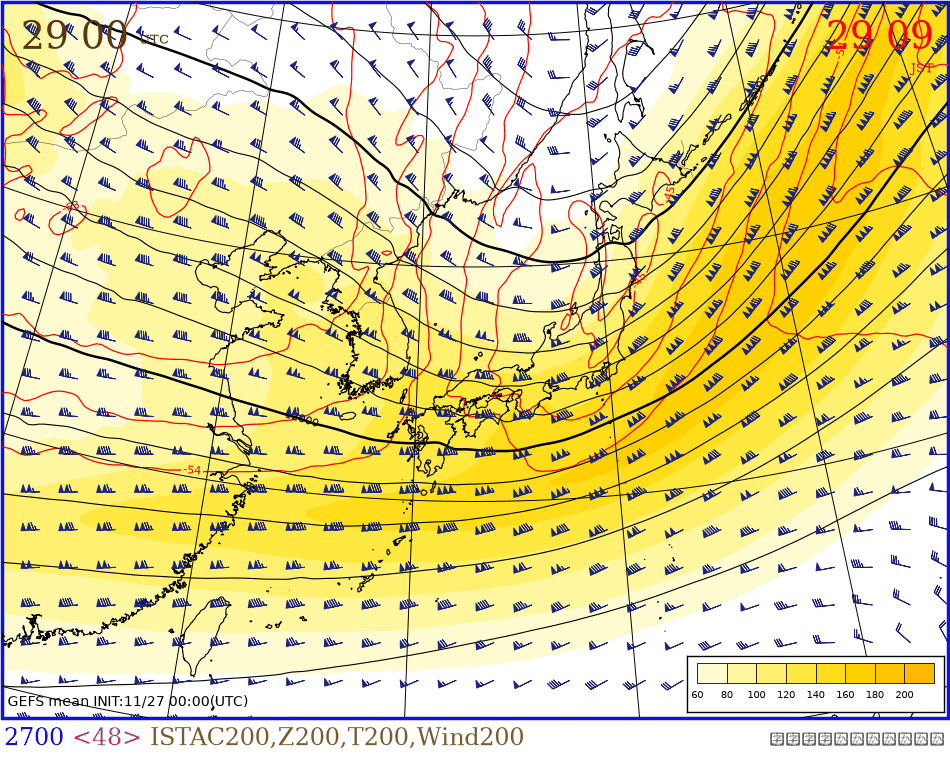 29 00 UTC
29 09
JST
-54
GEFS mean INIT:11/27 00:00(UTC)
60 80 100 120 140 160 180 200
2700 <48> ISTAC200,Z200,T200,Wind200